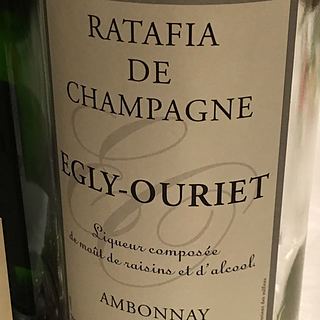 RATAFIA
DE
CHAMPAGNE
EGLY-OURIET
Liqueur composée
de moût de raisins et d'alcool
AMBONNAY